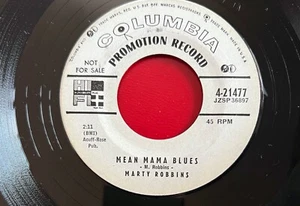 COLUMBIA
PROMOTION RECORD
NOT
FOR SALE
4-21477
JZSP 36897
45 RPM
2:21
(BMI)
Acuff-Rose
Pub.
MEAN MAMA BLUES
- M. Robbins -
MARTY ROBBINS